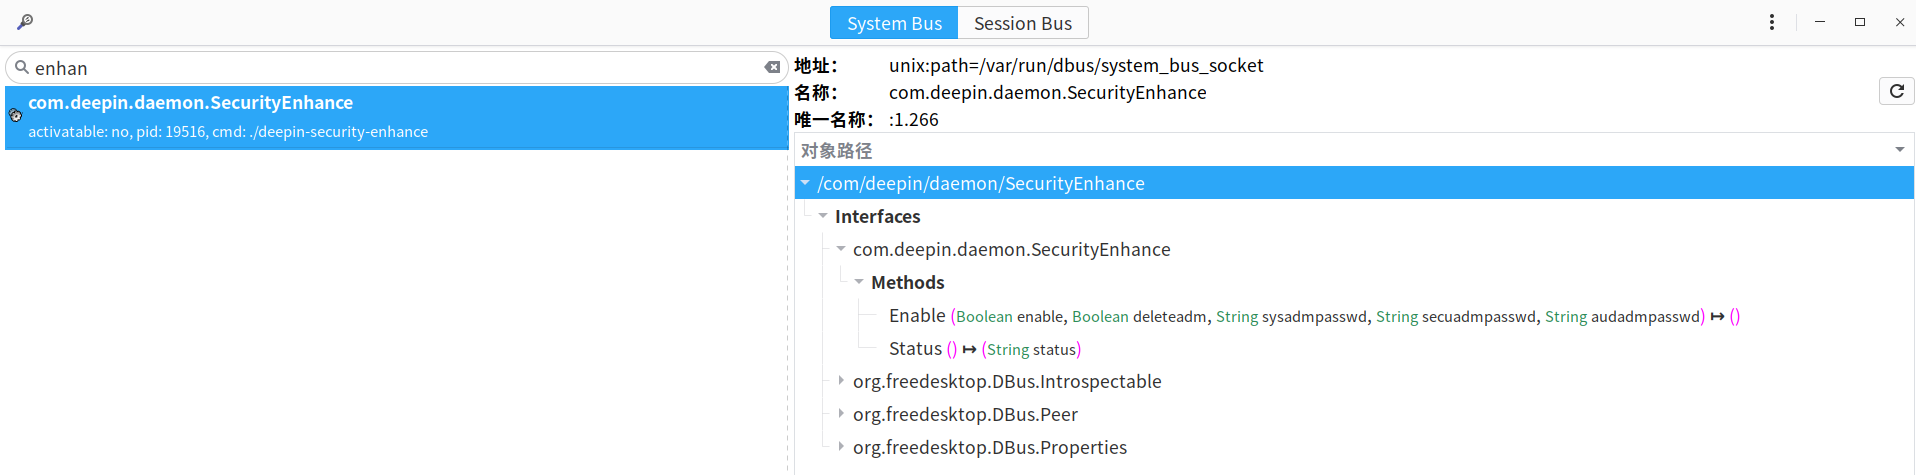 System Bus Session Bus
enhan
com.deepin.daemon.SecurityEnhance
activatable: no, pid: 19516, cmd: ./deepin-security-enhance
地址： unix:path=/var/run/dbus/system_bus_socket
名称： com.deepin.daemon.SecurityEnhance
唯一名称： :1.266
对象路径
/com/deepin/daemon/SecurityEnhance
Interfaces
com.deepin.daemon.SecurityEnhance
Methods
Enable (Boolean enable, Boolean deleteadm, String sysadmpasswd, String secuadmpasswd, String audadmpasswd) ↦ ()
Status () ↦ (String status)
org.freedesktop.DBus.Introspectable
org.freedesktop.DBus.Peer
org.freedesktop.DBus.Properties